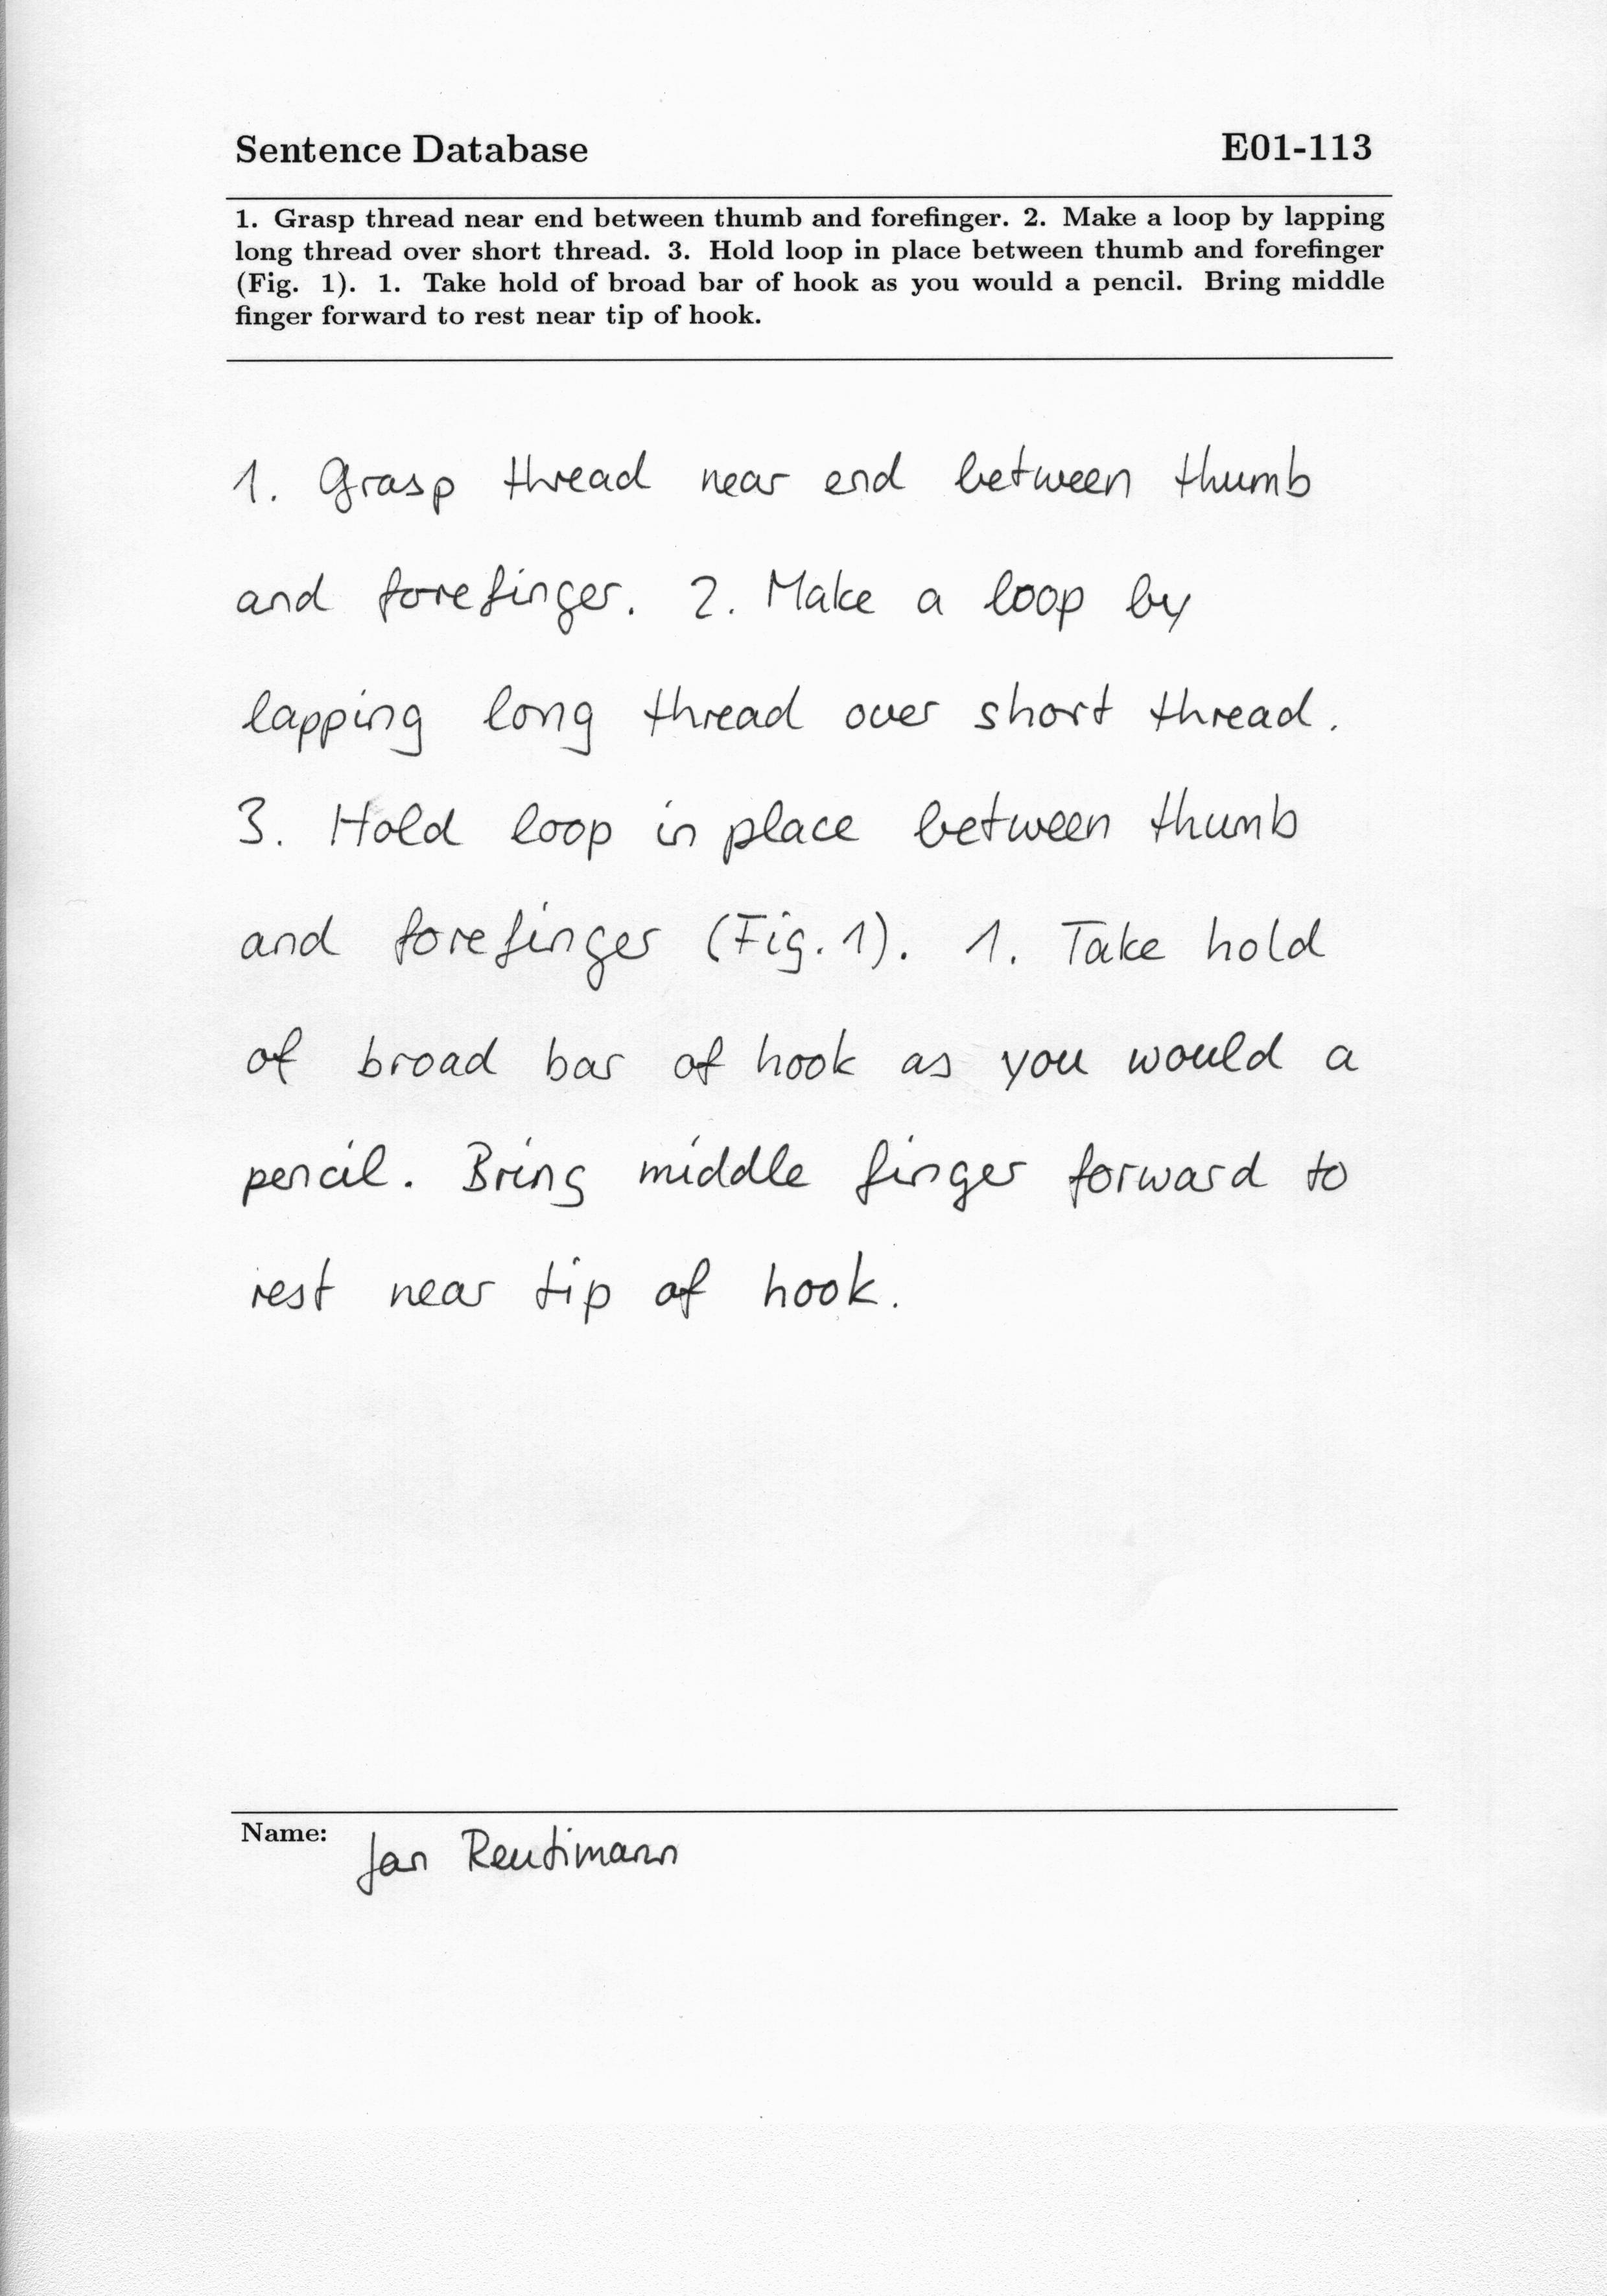 Sentence Database E01-113
1. Grasp thread near end between thumb and forefinger. 2. Make a loop by lapping
long thread over short thread. 3. Hold loop in place between thumb and forefinger
(Fig. 1). 1. Take hold of broad bar of hook as you would a pencil. Bring middle
finger forward to rest near tip of hook.
1. Grasp thread near end between thumb
and forefinger. 2. Make a loop by
lapping long thread over short thread.
3. Hold loop in place between thumb
and forefinger (Fig. 1). 1. Take hold
of broad bar of hook as you would a
pencil. Bring middle finger forward to
rest near tip of hook.
Name: Jan Reutimann